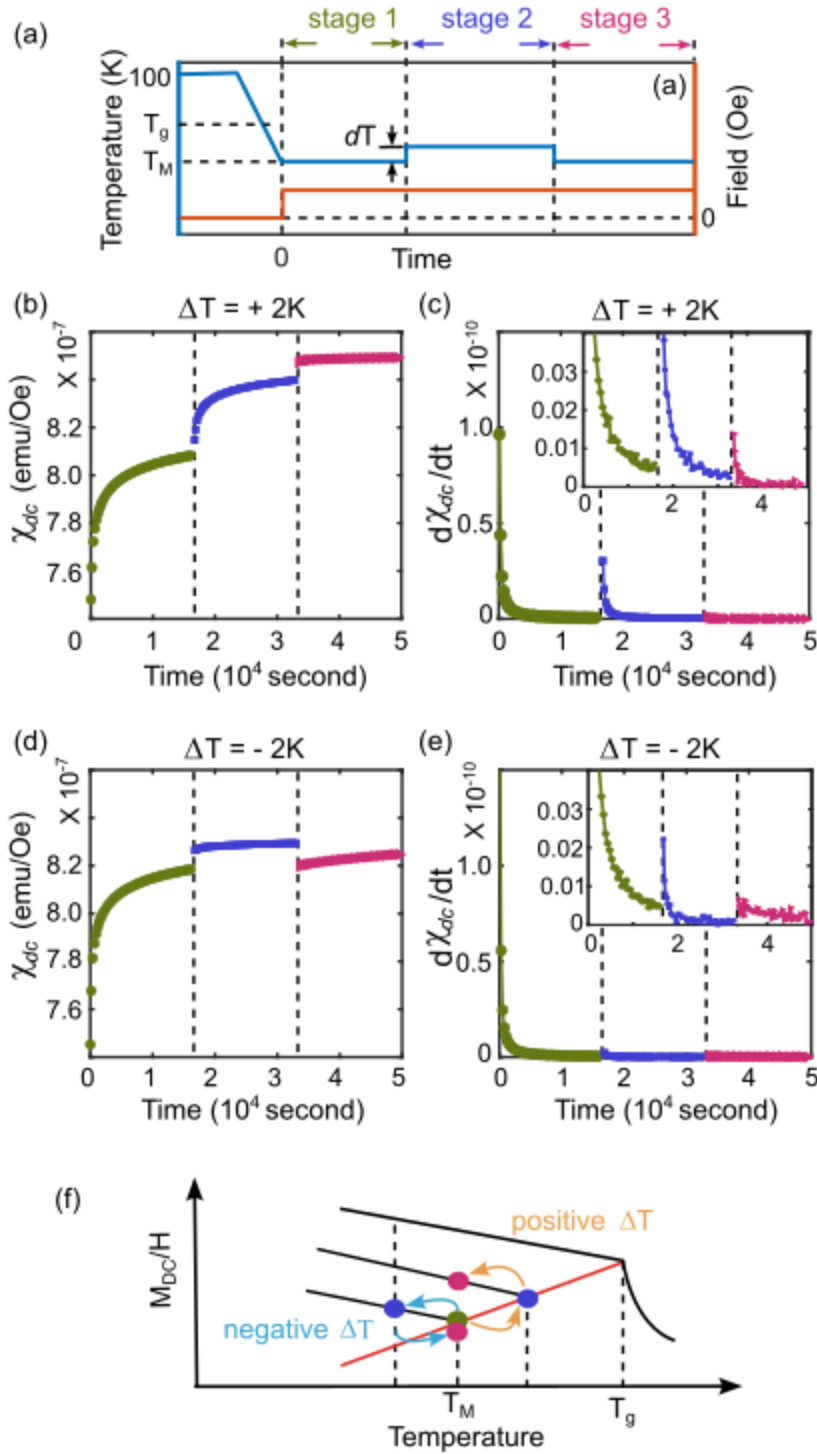 (a)
stage 1 stage 2 stage 3
Temperature (K)
100
T_g
T_M
dT
(a)
Field (Oe)
0
0
Time
(b)
ΔT = + 2K
X 10^-7
χ_dc (emu/Oe)
8.2
8.0
7.8
7.6
0 1 2 3 4 5
Time (10^4 second)
(c)
ΔT = + 2K
X 10^-10
dχ_dc/dt
1.0
0.5
0
0.03
0.02
0.01
0
0 2 4
0 1 2 3 4 5
Time (10^4 second)
(d)
ΔT = - 2K
X 10^-7
χ_dc (emu/Oe)
8.2
8.0
7.8
7.6
0 1 2 3 4 5
Time (10^4 second)
(e)
ΔT = - 2K
X 10^-10
dχ_dc/dt
1.0
0.5
0
0.03
0.02
0.01
0
0 2 4
0 1 2 3 4 5
Time (10^4 second)
(f)
M_DC/H
positive ΔT
negative ΔT
T_M
T_g
Temperature